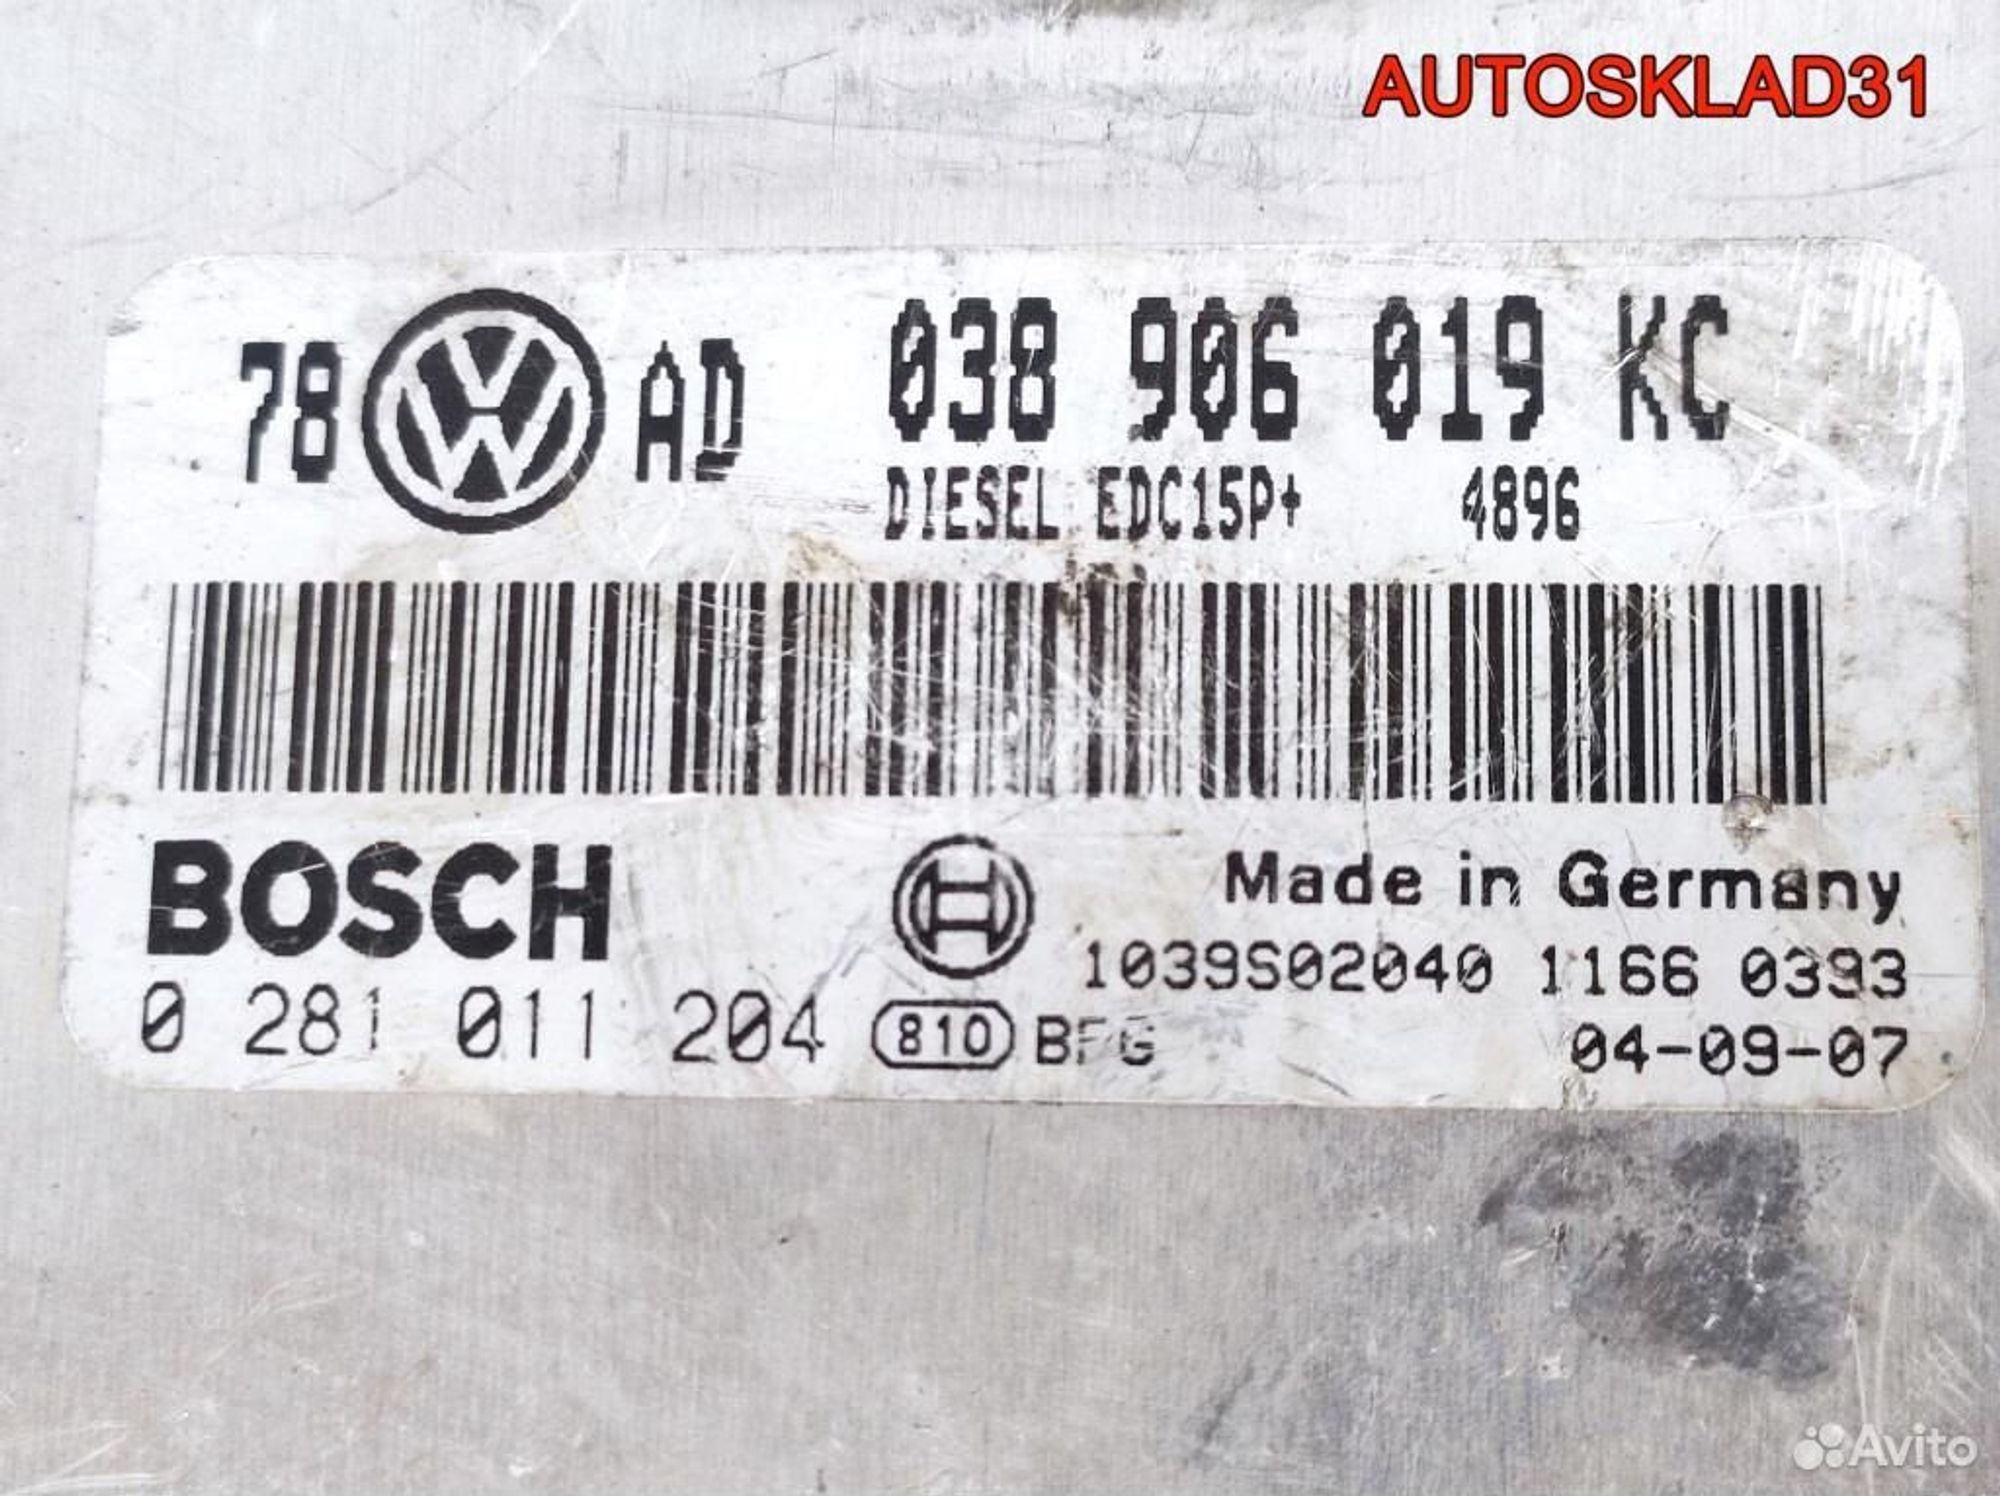 AUTOSKLAD31
78 AD 038 906 019 KC
DIESEL EDC15P+ 4896
BOSCH
Made in Germany
1039S02040 1166 0393
0 281 011 204 810 BFG 04-09-07
Avito